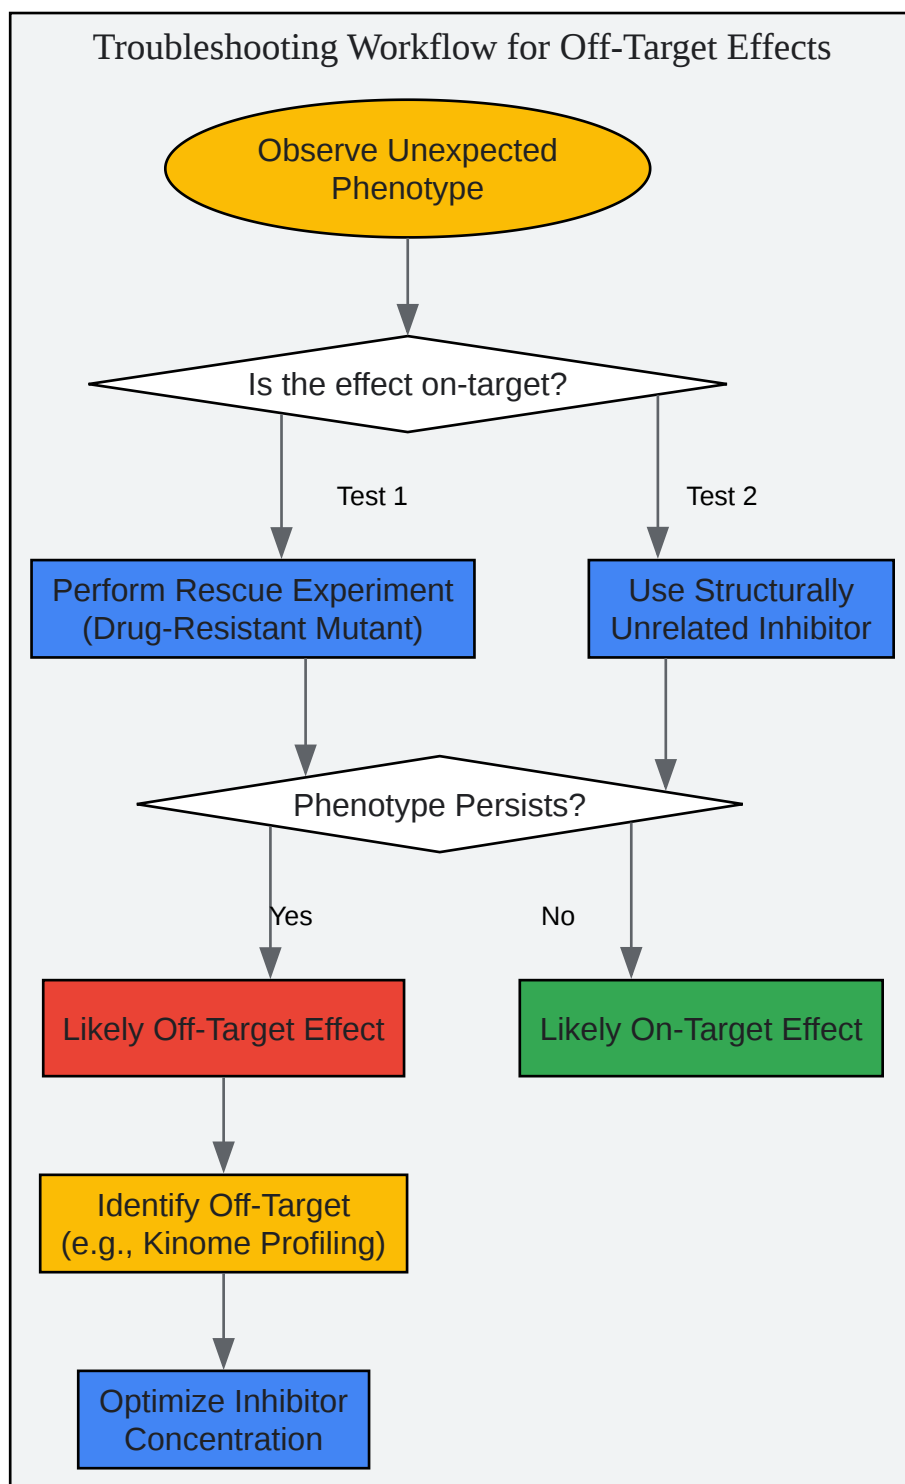 Troubleshooting Workflow for Off-Target Effects
Observe Unexpected
Phenotype
Is the effect on-target?
Test 1
Test 2
Perform Rescue Experiment
(Drug-Resistant Mutant)
Use Structurally
Unrelated Inhibitor
Phenotype Persists?
Yes
No
Likely Off-Target Effect
Likely On-Target Effect
Identify Off-Target
(e.g., Kinome Profiling)
Optimize Inhibitor
Concentration